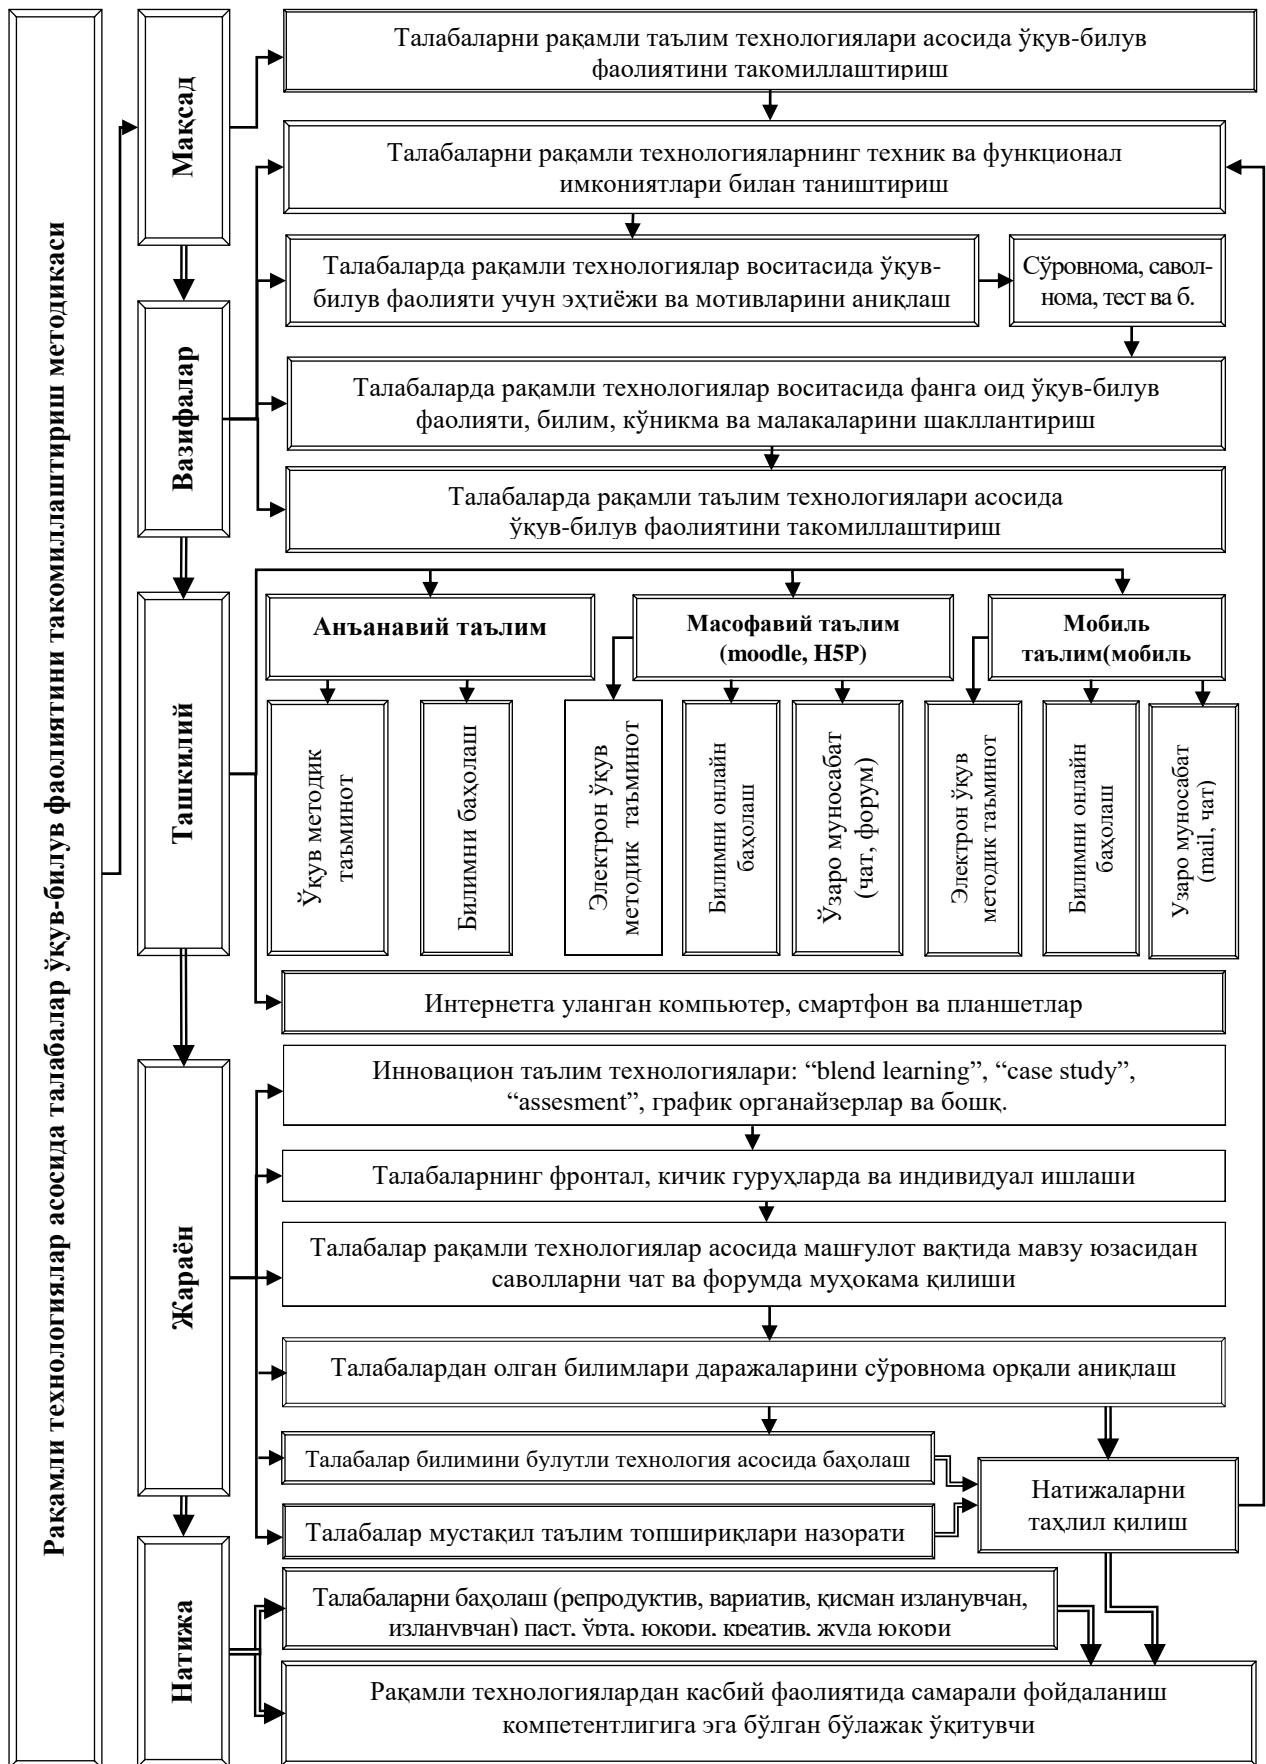 Рақамли технологиялар асосида талабалар ўқув-билув фаолиятини такомиллаштириш методикаси
Мақсад
Талабаларни рақамли таълим технологиялари асосида ўқув-билув
фаолиятини такомиллаштириш
Вазифалар
Талабаларни рақамли технологияларнинг техник ва функционал
имкониятлари билан таништириш
Талабаларда рақамли технологиялар воситасида ўқув-
билув фаолияти учун эҳтиёжи ва мотивларини аниқлаш
Сўровнома, савол-
нома, тест ва б.
Талабаларда рақамли технологиялар воситасида фанга оид ўқув-билув
фаолияти, билим, кўникма ва малакаларини шакллантириш
Талабаларда рақамли таълим технологиялари асосида
ўқув-билув фаолиятини такомиллаштириш
Ташкилий
Анъанавий таълим
Масофавий таълим
(moodle, H5P)
Мобиль
таълим(мобиль
Ўқув методик
таъминот
Билимни баҳолаш
Электрон ўқув
методик таъминот
Билимни онлайн
баҳолаш
Ўзаро муносабат
(чат, форум)
Электрон ўқув
методик таъминот
Билимни онлайн
баҳолаш
Узаро муносабат
(mail, чат)
Интернетга уланган компьютер, смартфон ва планшетлар
Жараён
Инновацион таълим технологиялари: “blend learning”, “case study”,
“assesment”, график органайзерлар ва бошқ.
Талабаларнинг фронтал, кичик гуруҳларда ва индивидуал ишлаши
Талабалар рақамли технологиялар асосида машғулот вақтида мавзу юзасидан
саволларни чат ва форумда муҳокама қилиши
Талабалардан олган билимлари даражаларини сўровнома орқали аниқлаш
Талабалар билимини булутли технология асосида баҳолаш
Талабалар мустақил таълим топшириқлари назорати
Натижаларни
таҳлил қилиш
Натижа
Талабаларни баҳолаш (репродуктив, вариатив, қисман изланувчан,
изланувчан) паст, ўрта, юқори, креатив, жуда юқори
Рақамли технологиялардан касбий фаолиятида самарали фойдаланиш
компетентлигига эга бўлган бўлажак ўқитувчи